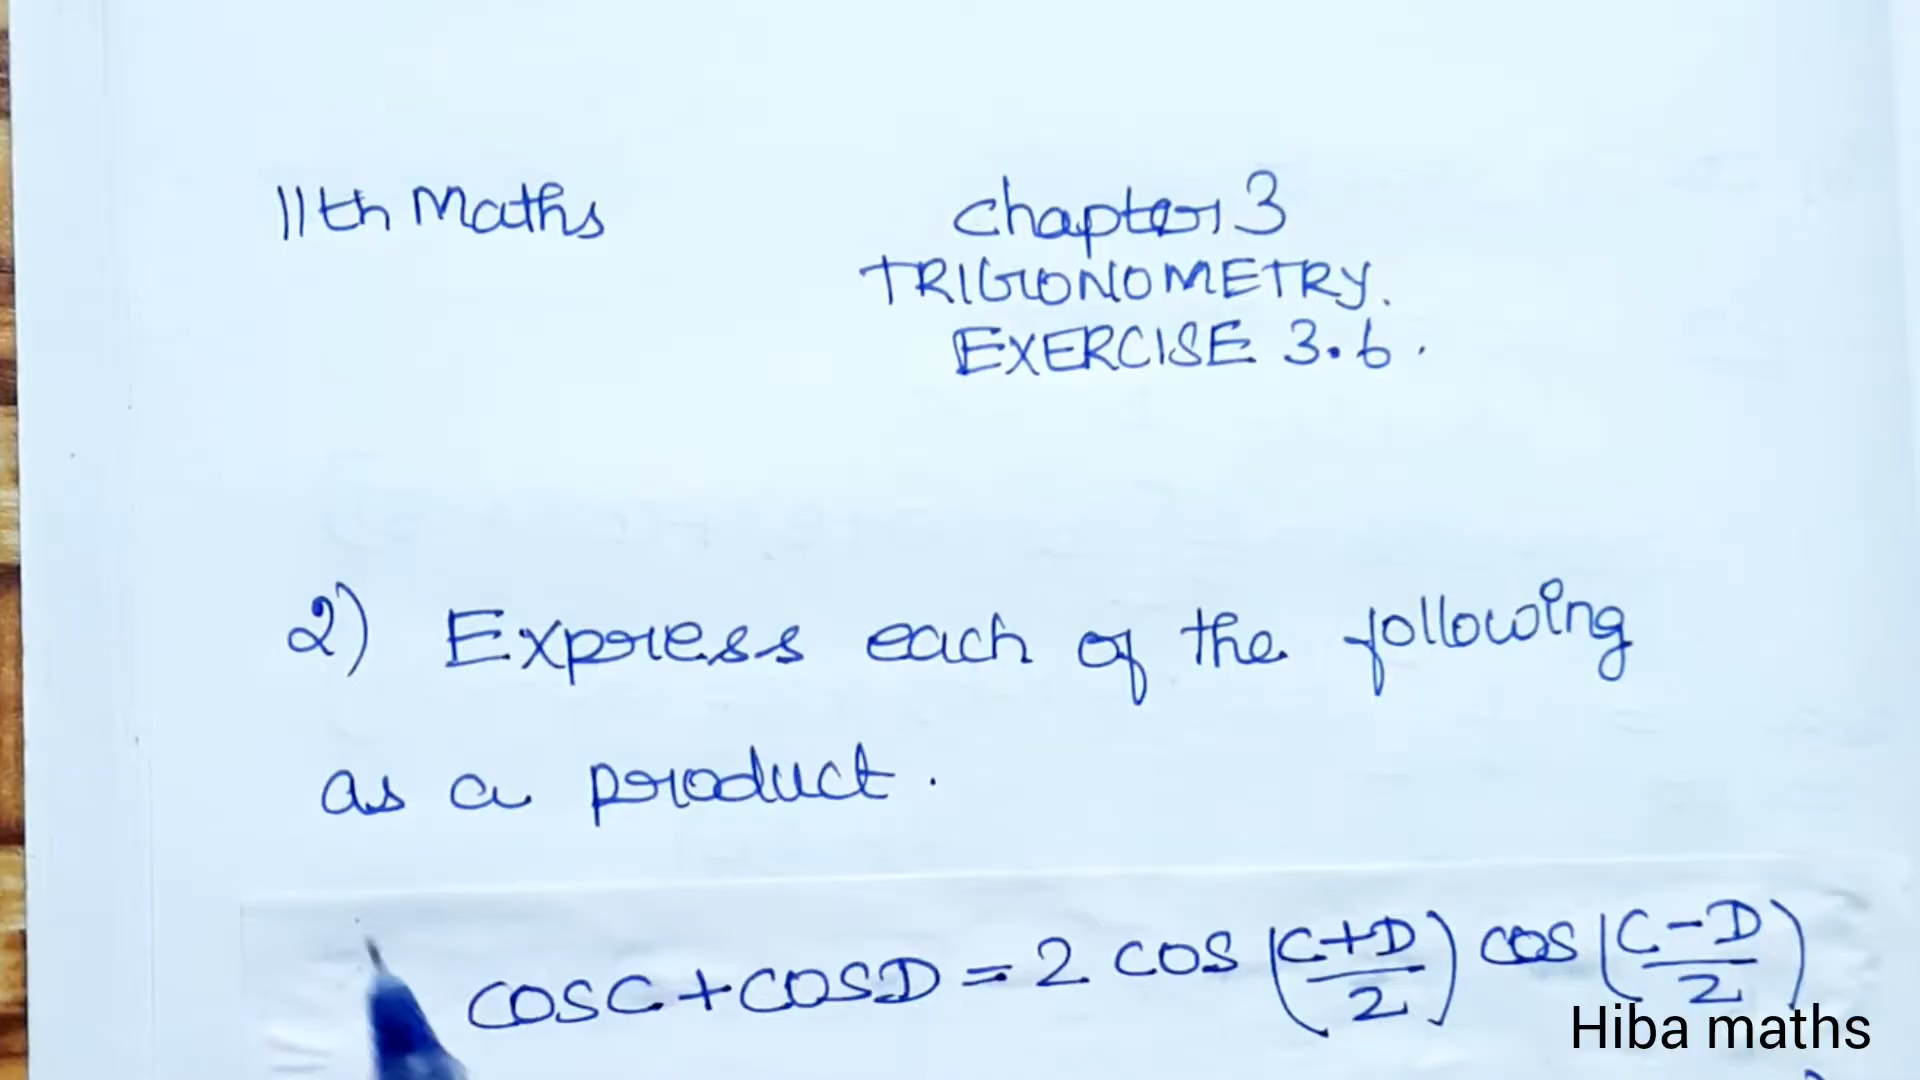 11th Maths
Chapter 3
TRIGONOMETRY.
EXERCISE 3.6.
2) Express each of the following
as a product.
cosC + cosD = 2 cos (C+D/2) cos (C-D/2)
Hiba maths